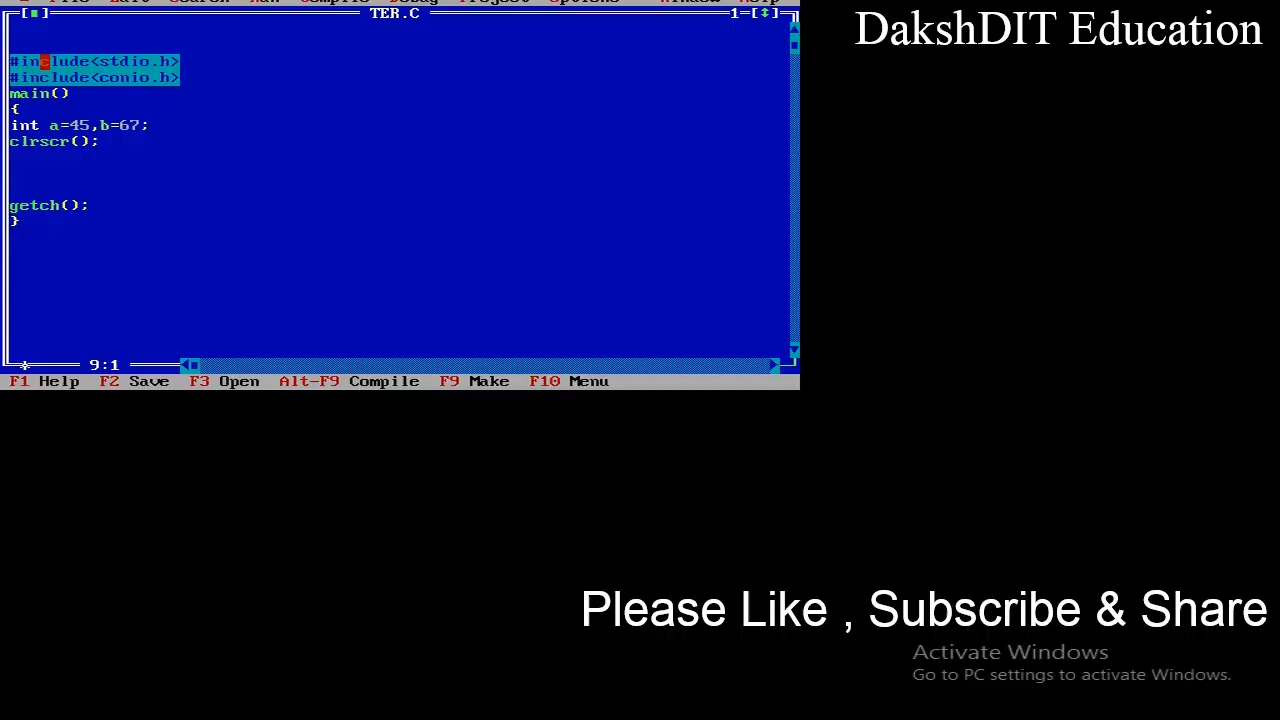 TER.C
1=[↕]
DakshDIT Education
#include<stdio.h>
#include<conio.h>
main()
{
int a=45,b=67;
clrscr();
getch();
}
9:1
F1 Help F2 Save F3 Open Alt-F9 Compile F9 Make F10 Menu
Please Like , Subscribe & Share
Activate Windows
Go to PC settings to activate Windows.